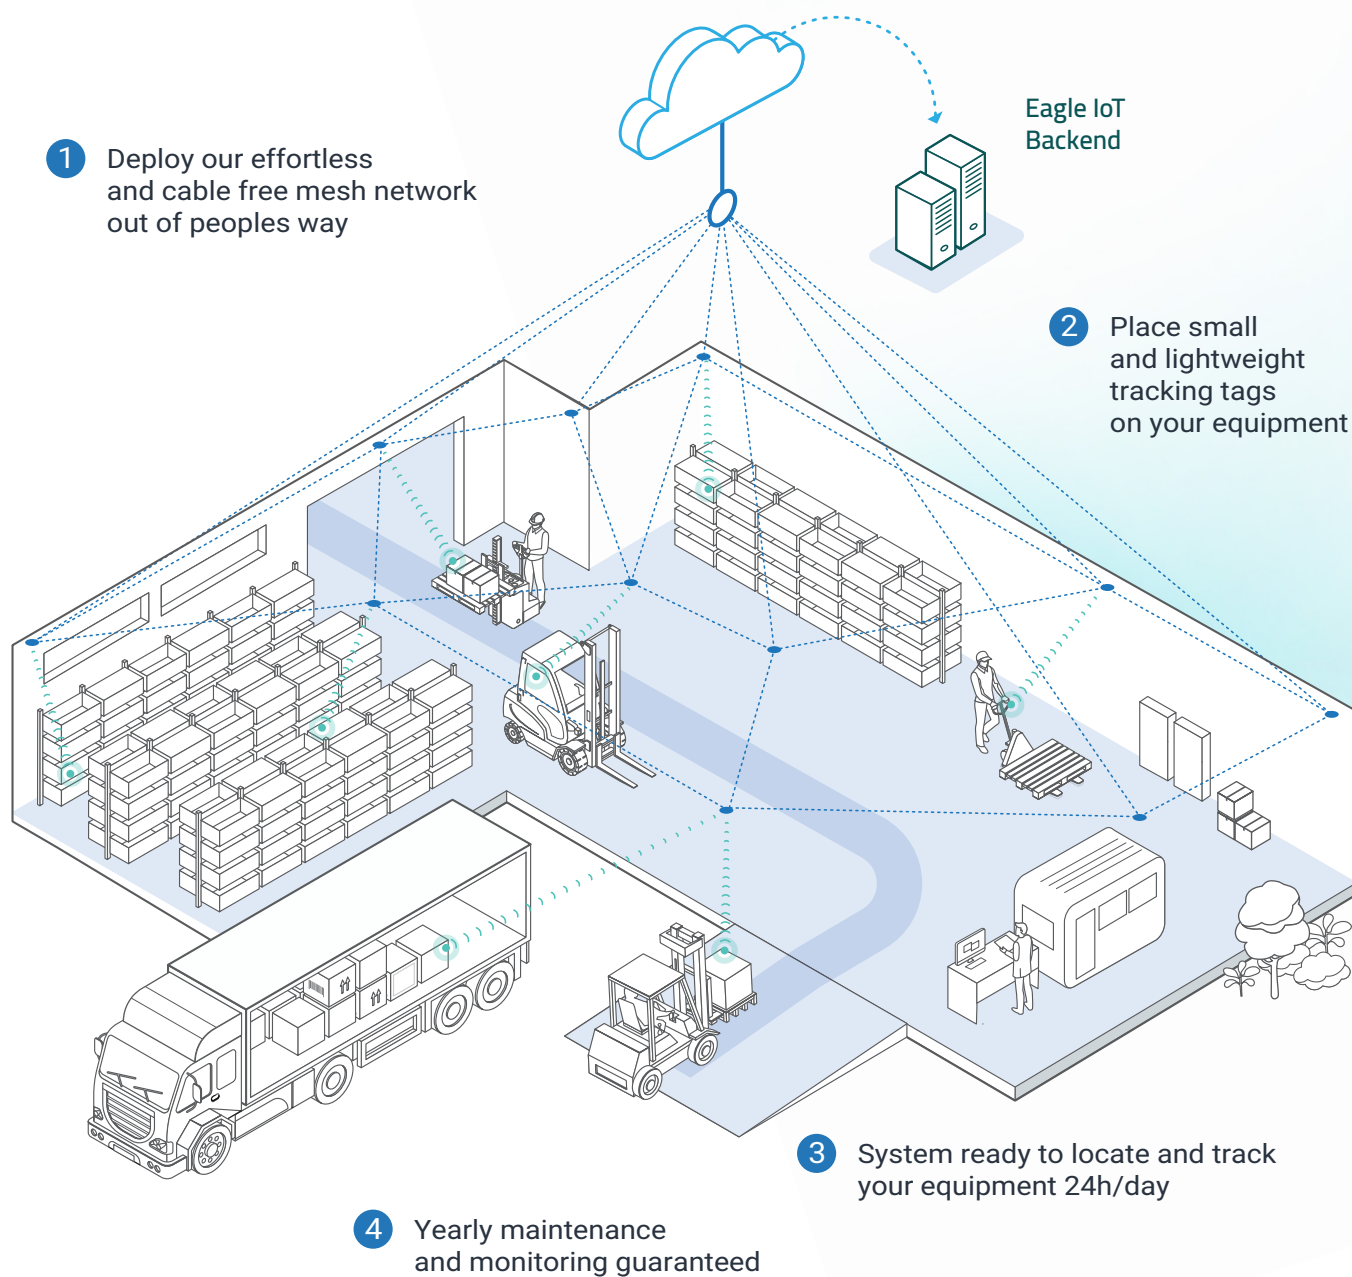 Eagle IoT
Backend
1
Deploy our effortless
and cable free mesh network
out of peoples way
2
Place small
and lightweight
tracking tags
on your equipment
3
System ready to locate and track
your equipment 24h/day
4
Yearly maintenance
and monitoring guaranteed